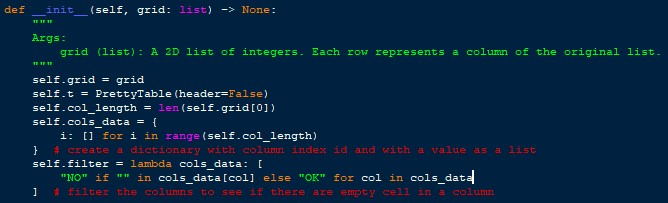 def __init__(self, grid: list) -> None:
    """
    Args:
        grid (list): A 2D list of integers. Each row represents a column of the original list.
    """
    self.grid = grid
    self.t = PrettyTable(header=False)
    self.col_length = len(self.grid[0])
    self.cols_data = {
        i: [] for i in range(self.col_length)
    }  # create a dictionary with column index id and with a value as a list
    self.filter = lambda cols_data: [
        "NO" if "" in cols_data[col] else "OK" for col in cols_data
    ]  # filter the columns to see if there are empty cell in a column